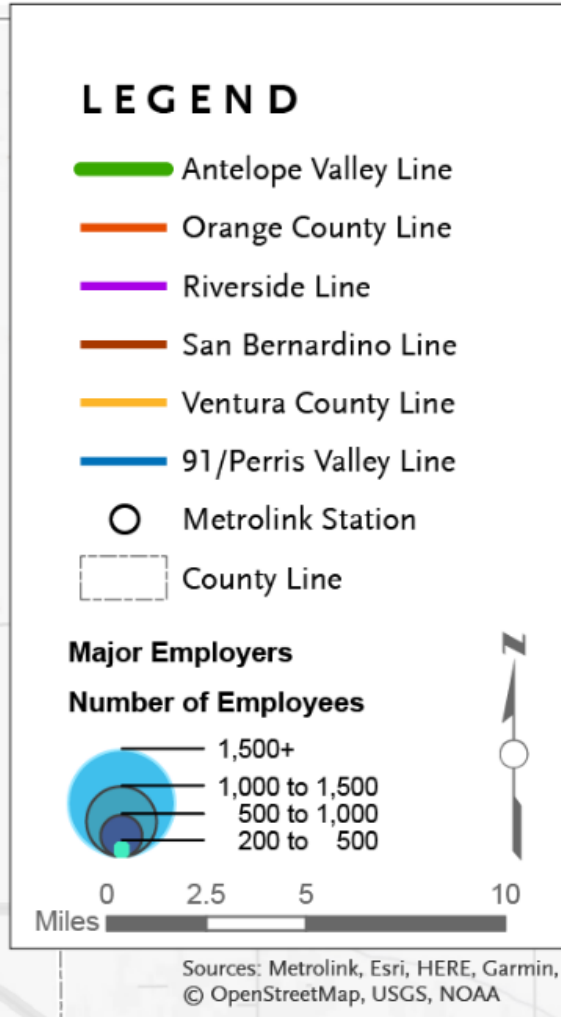 LEGEND
Antelope Valley Line
Orange County Line
Riverside Line
San Bernardino Line
Ventura County Line
91/Perris Valley Line
Metrolink Station
County Line
Major Employers
Number of Employees
1,500+
1,000 to 1,500
500 to 1,000
200 to 500
N
0 2.5 5 10
Miles
Sources: Metrolink, Esri, HERE, Garmin,
© OpenStreetMap, USGS, NOAA